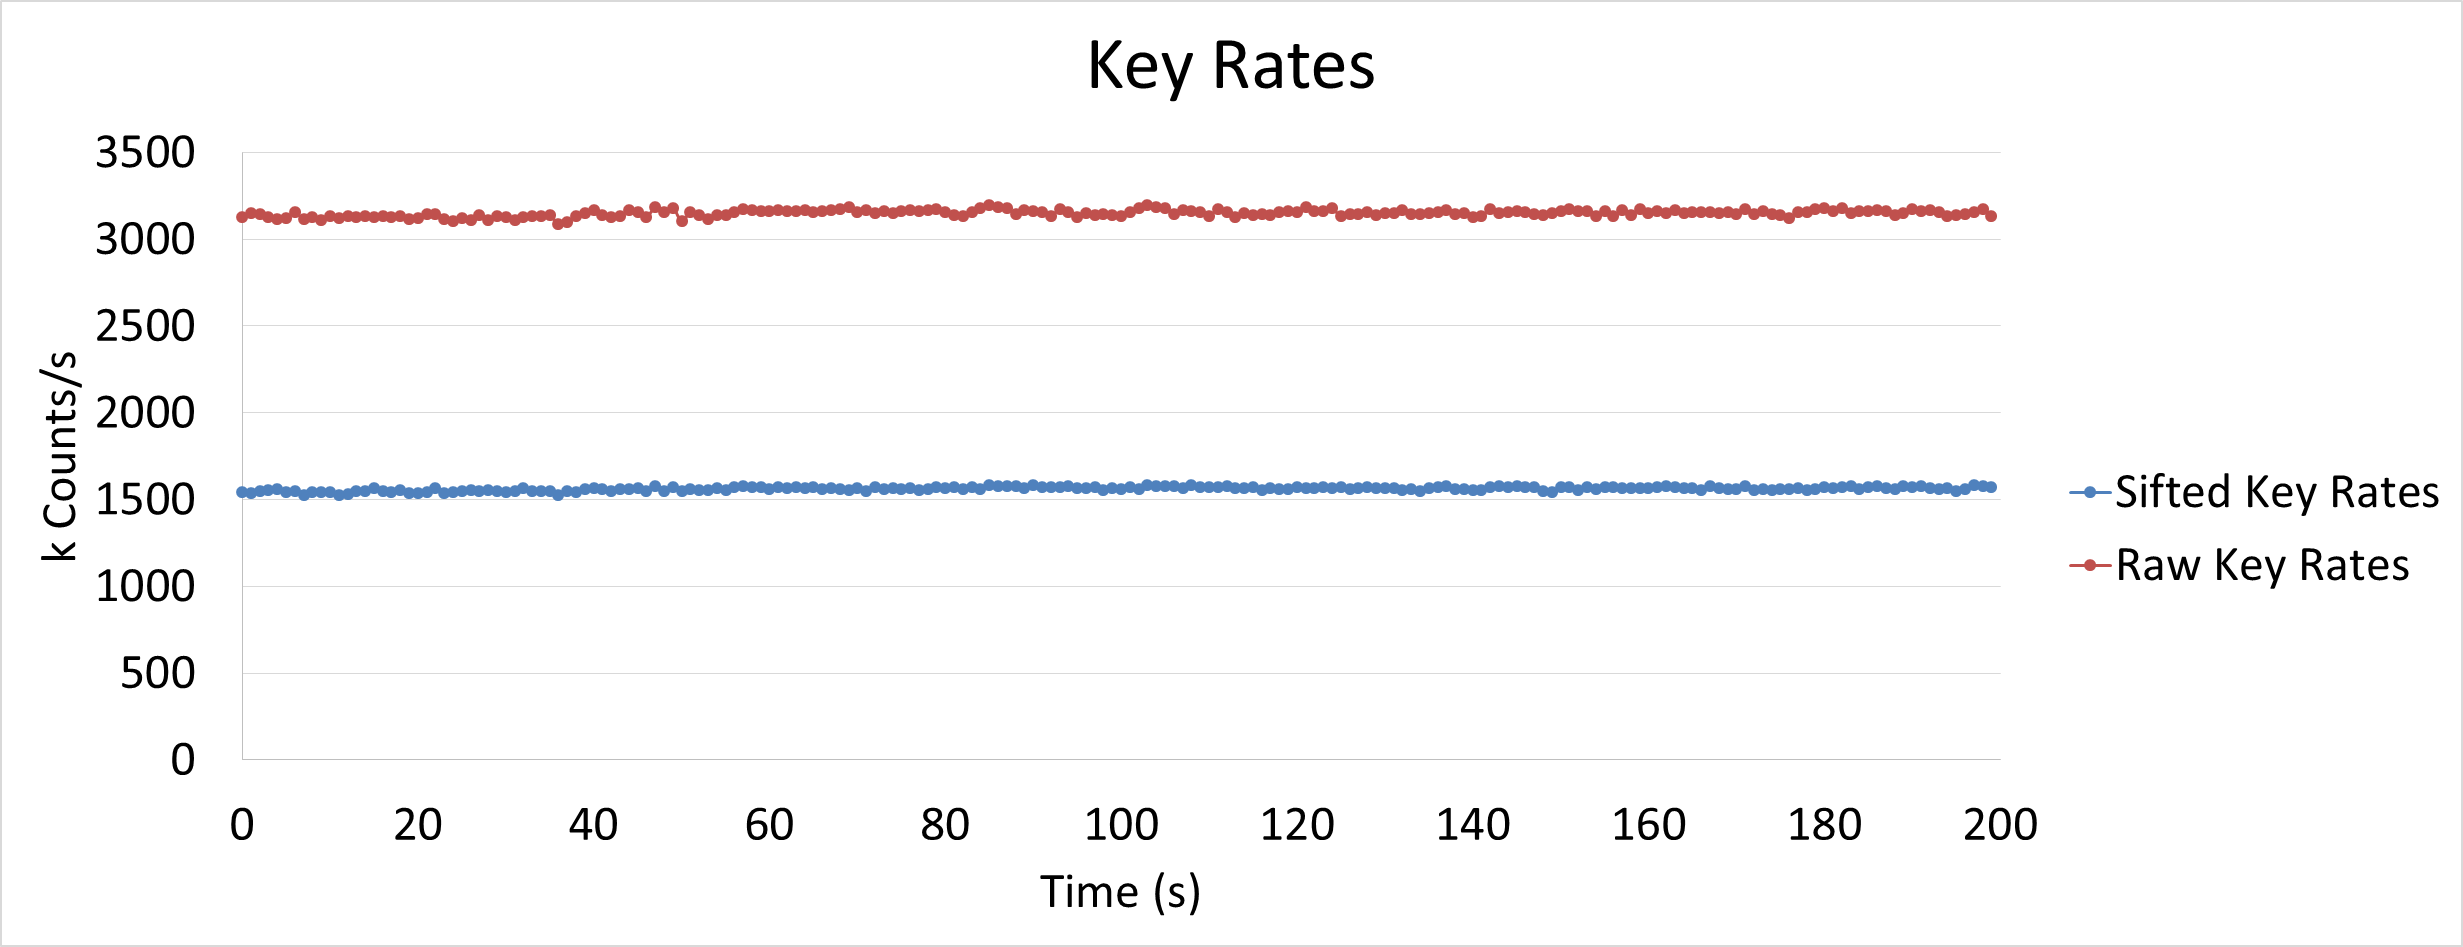 Key Rates
3500
3000
2500
2000
1500
1000
500
0
k Counts/s
0 20 40 60 80 100 120 140 160 180 200
Time (s)
Sifted Key Rates
Raw Key Rates